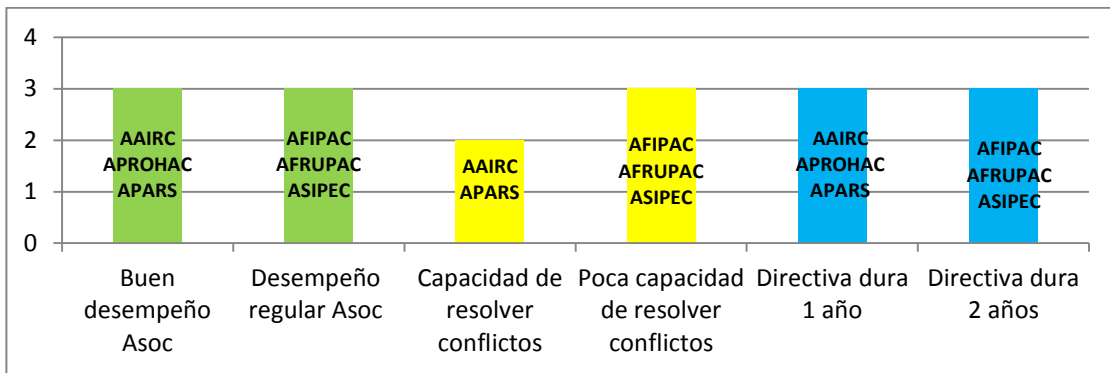 4
3
2
1
0
AAIRC
APROHAC
APARS
AFIPAC
AFRUPAC
ASIPEC
AAIRC
APARS
AFIPAC
AFRUPAC
ASIPEC
AAIRC
APROHAC
APARS
AFIPAC
AFRUPAC
ASIPEC
Buen
desempeño
Asoc
Desempeño
regular Asoc
Capacidad de
resolver
conflictos
Poca capacidad
de resolver
conflictos
Directiva dura
1 año
Directiva dura
2 años